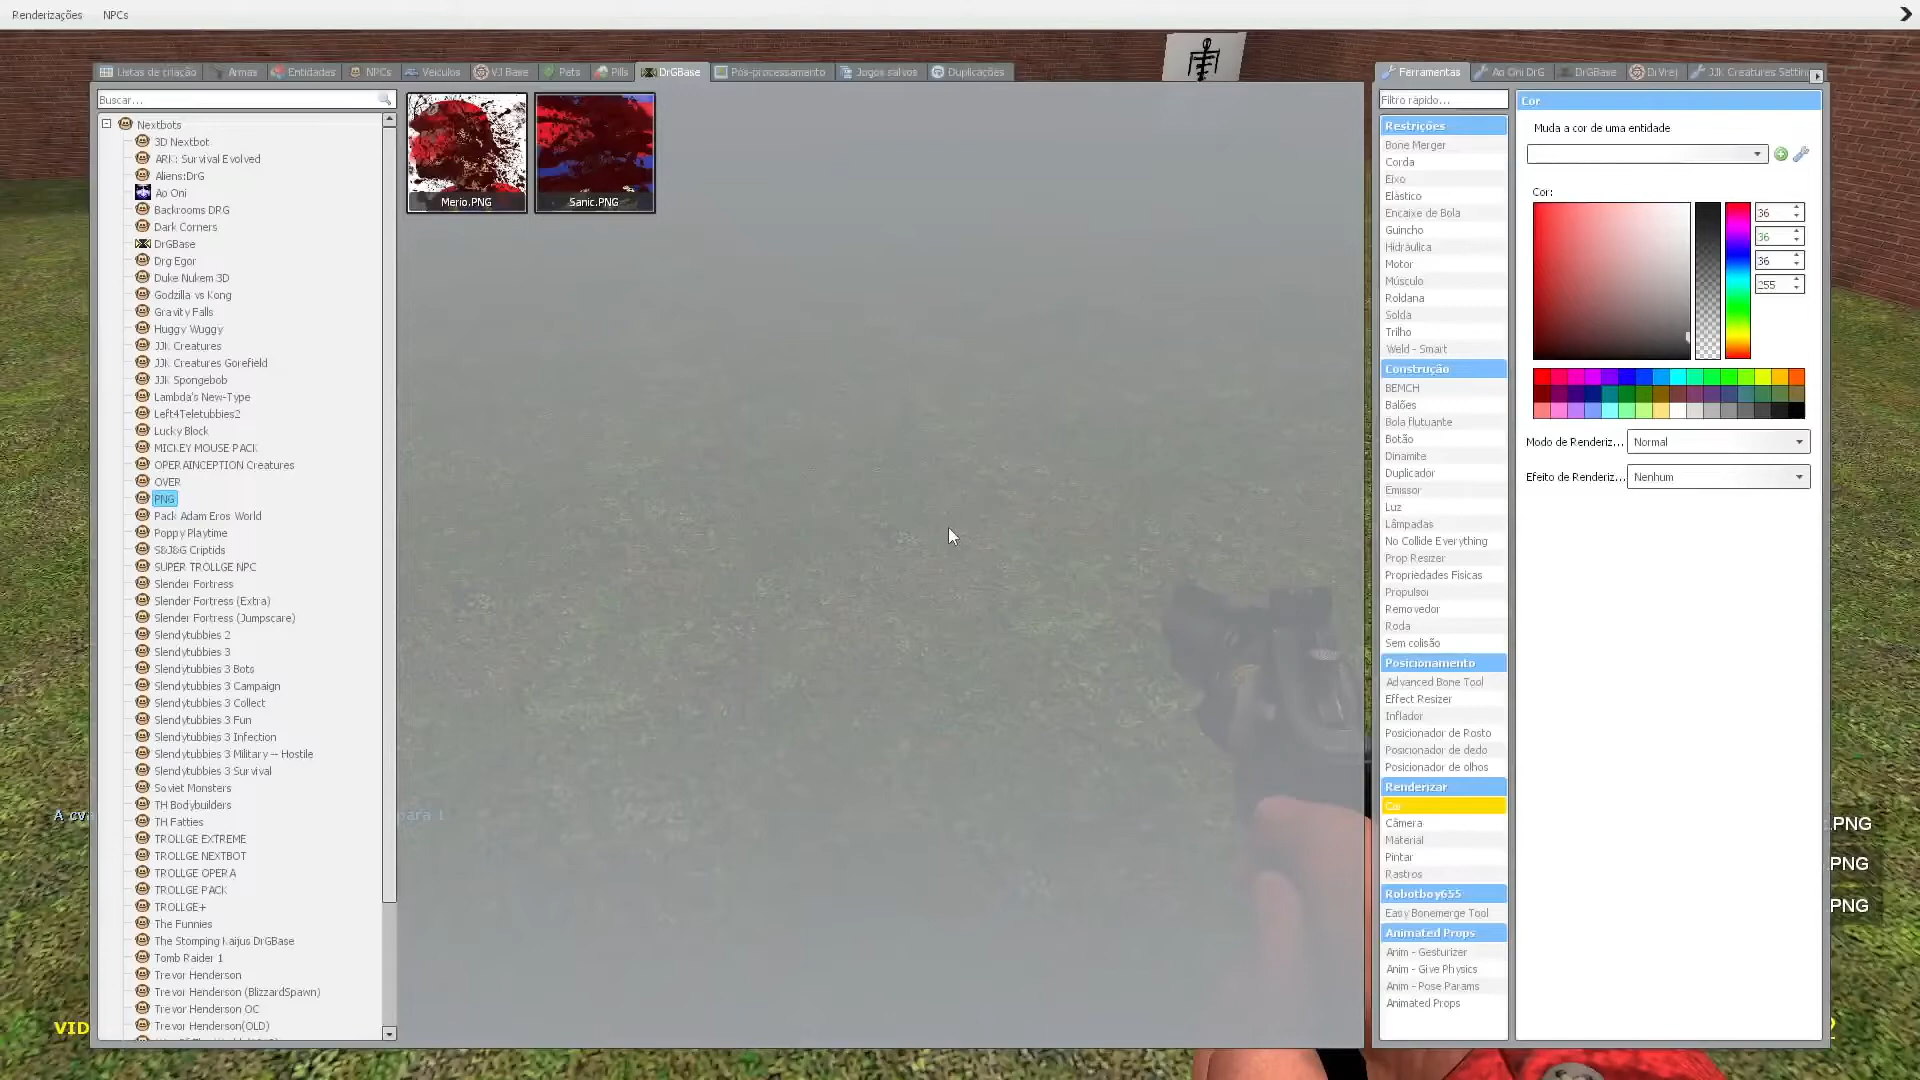 Renderizações NPCs
Listas de criação Armas Entidades NPCs Veículos VJ Base Pets Pills DrGBase Pós-processamento Jogos salvos Duplicações
Ferramentas Ao Oni DrG DrGBase Di Vrej JJK Creatures Settin
Buscar...
Nextbots
3D Nextbot
ARK: Survival Evolved
Aliens:DrG
Ao Oni
Backrooms DRG
Dark Corners
DrGBase
Drg Egor
Duke Nukem 3D
Godzilla vs Kong
Gravity Falls
Huggy Wuggy
JJK Creatures
JJK Creatures Gorefield
JJK Spongebob
Lambda's New-Type
Left4Teletubbies2
Lucky Block
MICKEY MOUSE PACK
OPERAINCEPTION Creatures
OVER
PNG
Pack Adam Eros World
Poppy Playtime
S&J&G Criptids
SUPER TROLLGE NPC
Slender Fortress
Slender Fortress (Extra)
Slender Fortress (Jumpscare)
Slendytubbies 2
Slendytubbies 3
Slendytubbies 3 Bots
Slendytubbies 3 Campaign
Slendytubbies 3 Collect
Slendytubbies 3 Fun
Slendytubbies 3 Infection
Slendytubbies 3 Military -- Hostile
Slendytubbies 3 Survival
Soviet Monsters
TH Bodybuilders
TH Fatties
TROLLGE EXTREME
TROLLGE NEXTBOT
TROLLGE OPERA
TROLLGE PACK
TROLLGE+
The Funnies
The Stomping Kaijus DrGBase
Tomb Raider 1
Trevor Henderson
Trevor Henderson (BlizzardSpawn)
Trevor Henderson OC
Trevor Henderson(OLD)
Merio.PNG
Sanic.PNG
A cva
para 1
VID
Filtro rápido...
Restrições
Bone Merger
Corda
Eixo
Elástico
Encaixe de Bola
Guincho
Hidráulica
Motor
Músculo
Roldana
Solda
Trilho
Weld - Smart
Construção
BEMCH
Balões
Bola flutuante
Botão
Dinamite
Duplicador
Emissor
Luz
Lâmpadas
No Collide Everything
Prop Resizer
Propriedades Físicas
Propulsor
Removedor
Roda
Sem colisão
Posicionamento
Advanced Bone Tool
Effect Resizer
Inflador
Posicionador de Rosto
Posicionador de dedo
Posicionador de olhos
Renderizar
Cor
Câmera
Material
Pintar
Rastros
Robotboy655
Easy Bonemerge Tool
Animated Props
Anim - Gesturizer
Anim - Give Physics
Anim - Pose Params
Animated Props
Cor
Muda a cor de uma entidade
Cor:
36
36
36
255
Modo de Renderiz... Normal
Efeito de Renderiz... Nenhum
.PNG
PNG
PNG